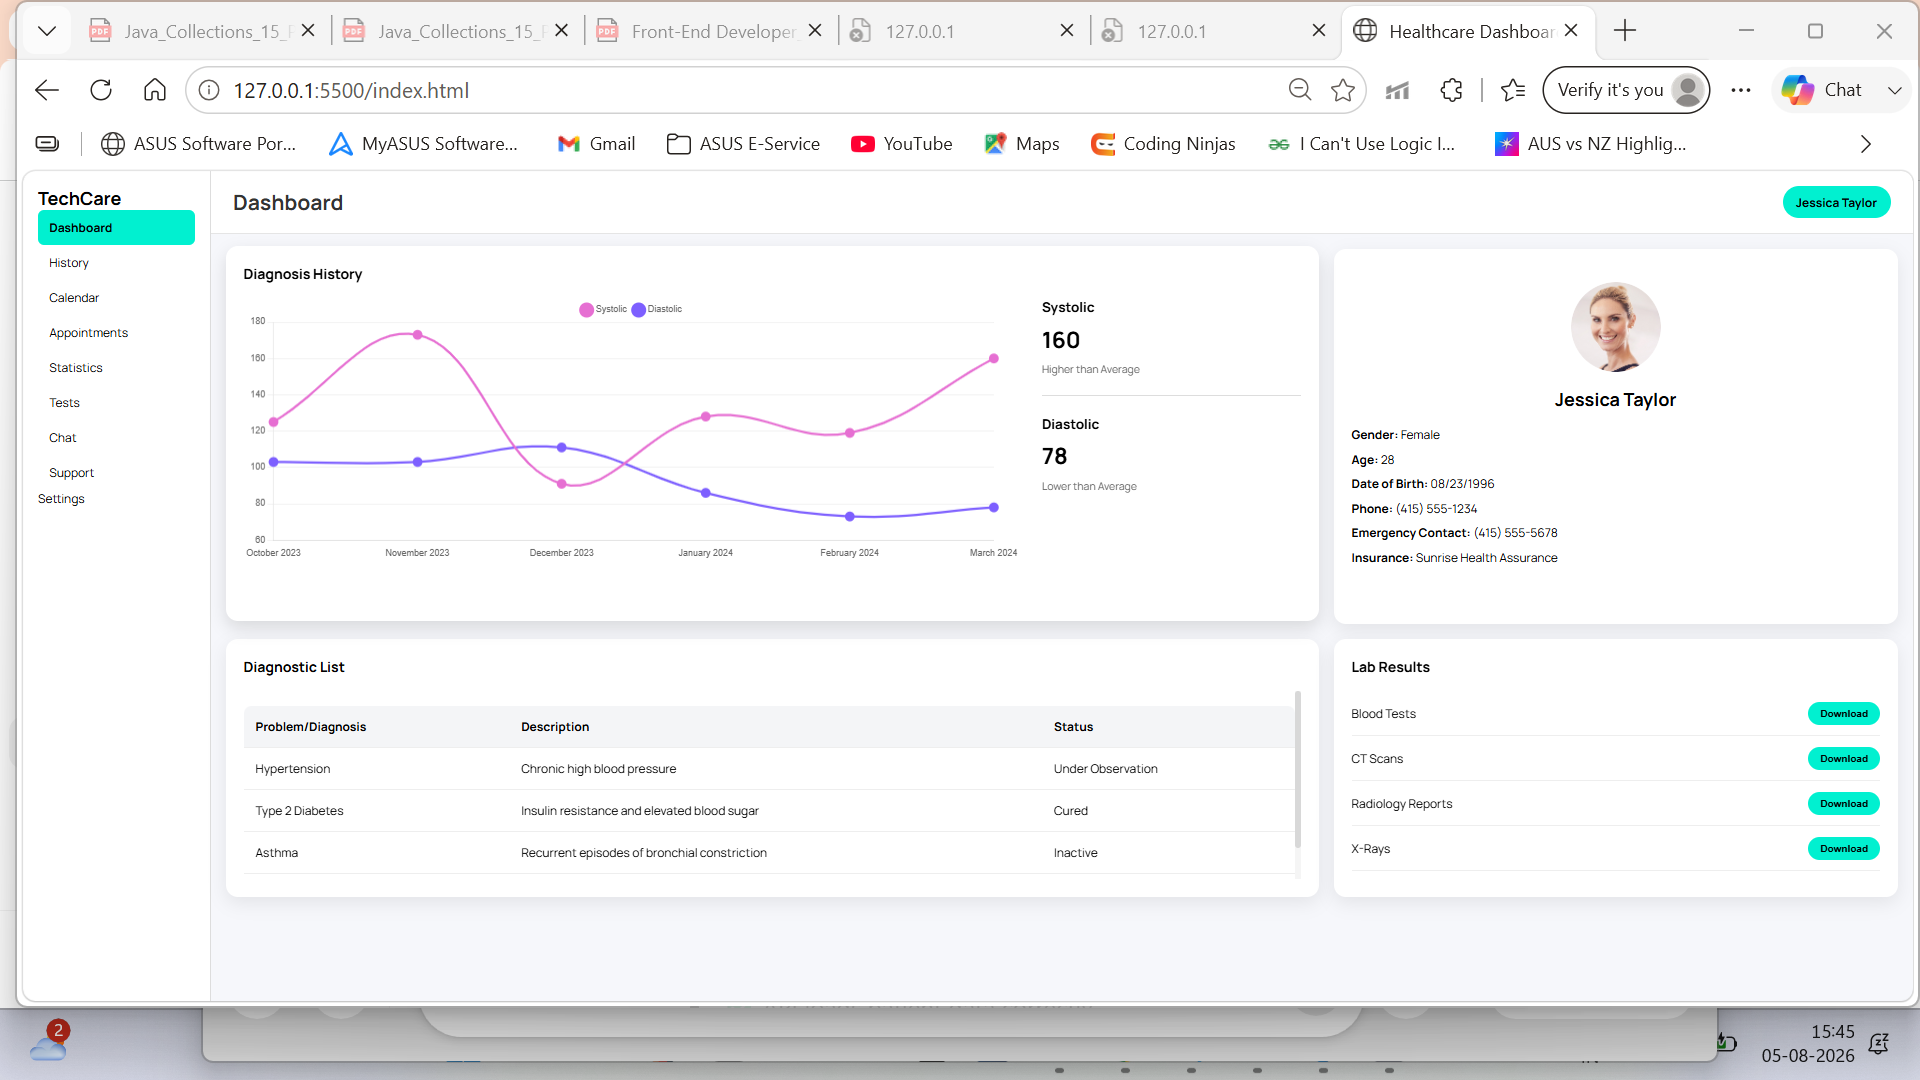 Java_Collections_15_
Java_Collections_15_
Front-End Developer
127.0.0.1
127.0.0.1
Healthcare Dashboar
127.0.0.1:5500/index.html
Verify it's you
Chat
ASUS Software Por...
MyASUS Software...
Gmail
ASUS E-Service
YouTube
Maps
Coding Ninjas
I Can't Use Logic I...
AUS vs NZ Highlig...
TechCare
Dashboard
History
Calendar
Appointments
Statistics
Tests
Chat
Support
Settings
Dashboard
Jessica Taylor
Diagnosis History
Systolic
Diastolic
180
160
140
120
100
80
60
October 2023
November 2023
December 2023
January 2024
February 2024
March 2024
Systolic
160
Higher than Average
Diastolic
78
Lower than Average
Jessica Taylor
Gender: Female
Age: 28
Date of Birth: 08/23/1996
Phone: (415) 555-1234
Emergency Contact: (415) 555-5678
Insurance: Sunrise Health Assurance
Diagnostic List
Problem/Diagnosis Description Status
Hypertension Chronic high blood pressure Under Observation
Type 2 Diabetes Insulin resistance and elevated blood sugar Cured
Asthma Recurrent episodes of bronchial constriction Inactive
Lab Results
Blood Tests Download
CT Scans Download
Radiology Reports Download
X-Rays Download
2
15:45
05-08-2026